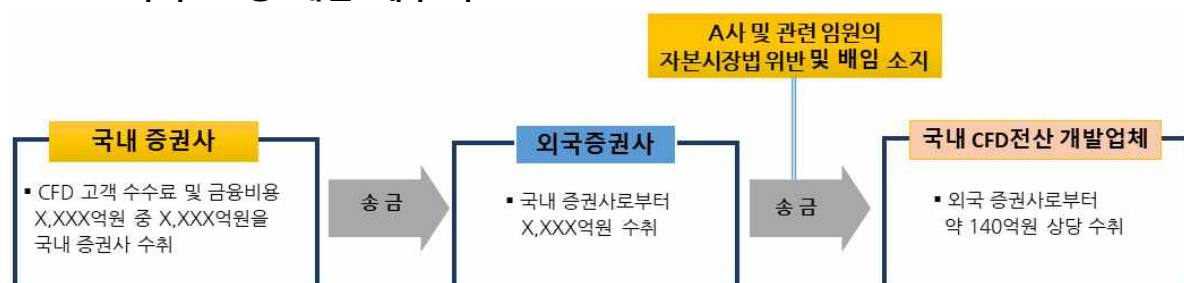 A사 및 관련 임원의
자본시장법 위반 및 배임 소지
국내 증권사
▪ CFD 고객 수수료 및 금융비용
X,XXX억원 중 X,XXX억원을
국내 증권사 수취
송 금
외국증권사
▪ 국내 증권사로부터
X,XXX억원 수취
송 금
국내 CFD전산 개발업체
▪ 외국 증권사로부터
약 140억원 상당 수취